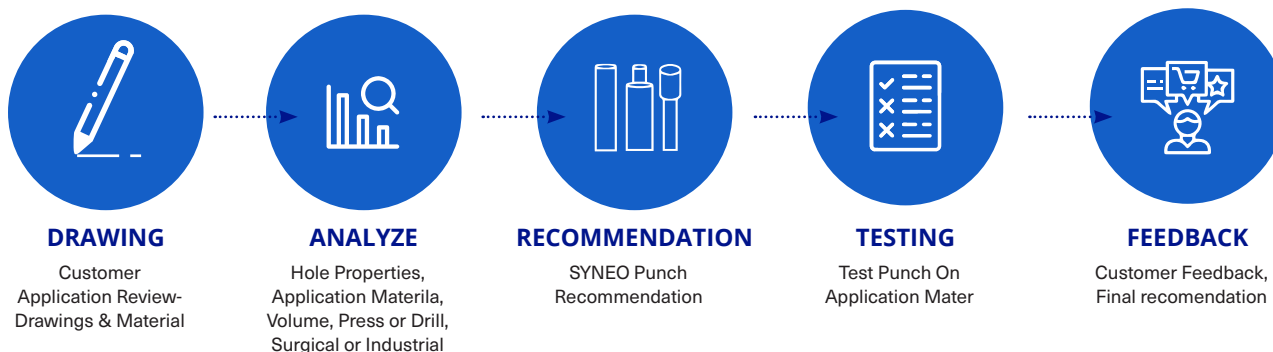 DRAWING
Customer
Application Review-
Drawings & Material
ANALYZE
Hole Properties,
Application Materila,
Volume, Press or Drill,
Surgical or Industrial
RECOMMENDATION
SYNEO Punch
Recommendation
TESTING
Test Punch On
Application Mater
FEEDBACK
Customer Feedback,
Final recomendation